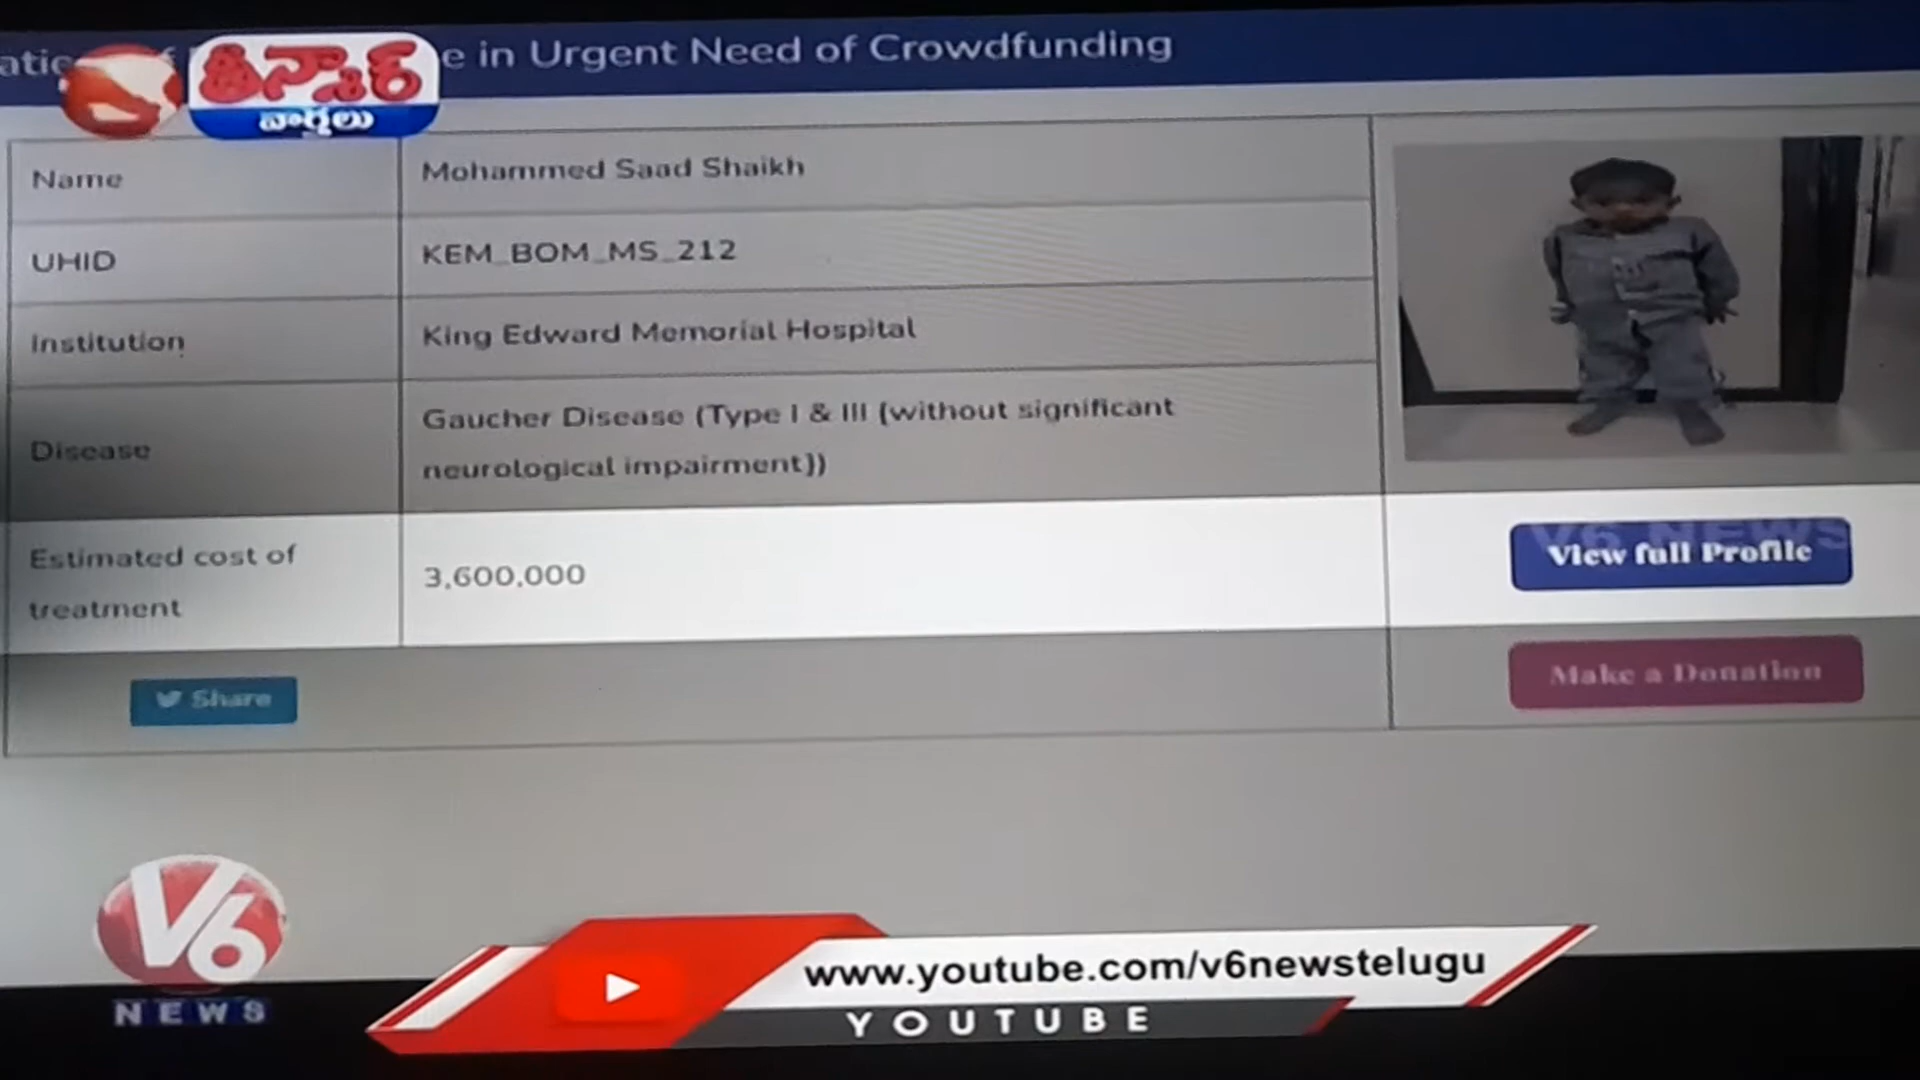 e in Urgent Need of Crowdfunding
తీన్మార్
వార్తలు
Name
Mohammed Saad Shaikh
UHID
KEM_BOM_MS_212
Institution
King Edward Memorial Hospital
Disease
Gaucher Disease (Type I & III {without significant
neurological impairment})
Estimated cost of
treatment
3,600,000
V6 NEWS
View full Profile
Share
Make a Donation
V6
NEWS
www.youtube.com/v6newstelugu
YOUTUBE